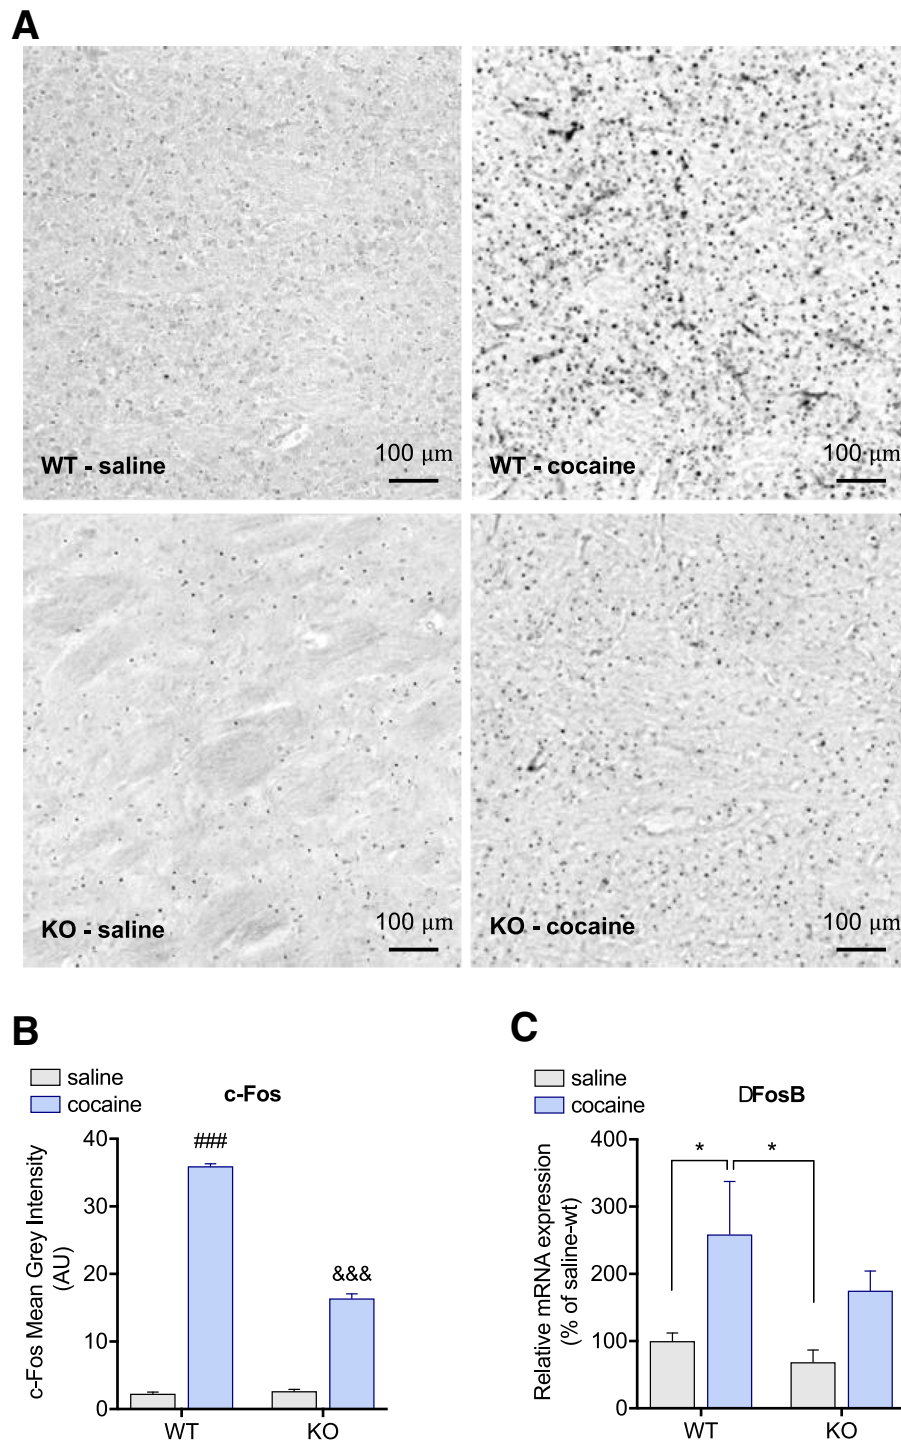 A
WT - saline
100 μm
WT - cocaine
100 μm
KO - saline
100 μm
KO - cocaine
100 μm
B
saline
cocaine
c-Fos
c-Fos Mean Grey Intensity
(AU)
40
30
20
10
0
###
&&&
WT
KO
C
saline
cocaine
DFosB
Relative mRNA expression
(% of saline-wt)
400
300
200
100
0
*
*
WT
KO